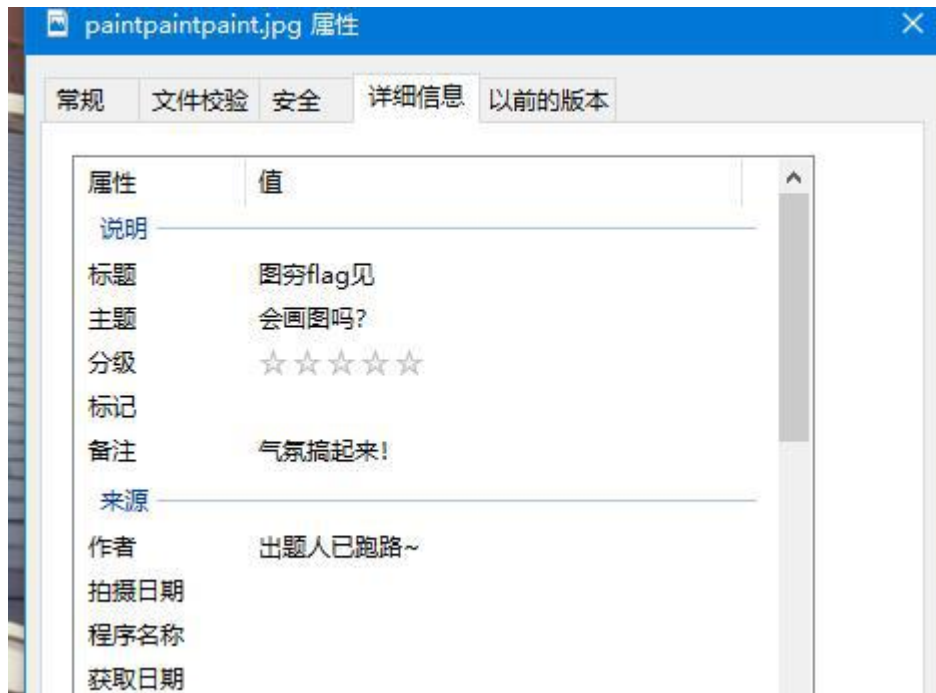 paintpaintpaint.jpg 属性
常规 文件校验 安全 详细信息 以前的版本
属性 值
说明
标题 图穷flag见
主题 会画图吗?
分级
标记
备注 气氛搞起来!
来源
作者 出题人已跑路~
拍摄日期
程序名称
获取日期